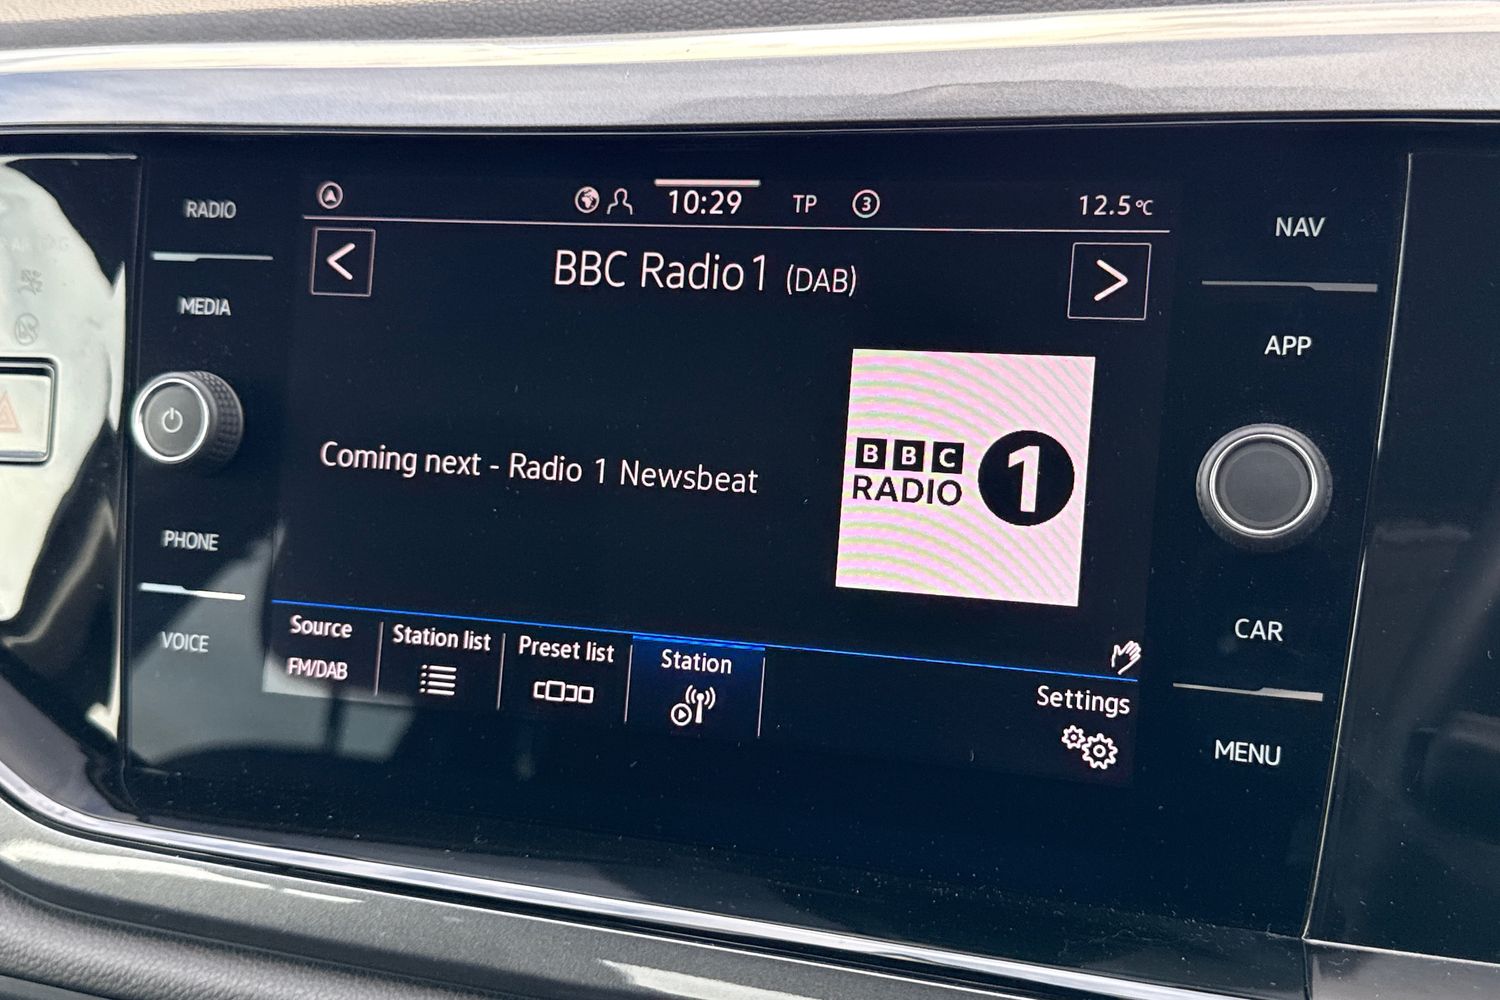 RADIO
MEDIA
PHONE
VOICE
10:29
TP
3
12.5°C
<
BBC Radio 1 (DAB)
>
Coming next - Radio 1 Newsbeat
BBC
RADIO
1
Source
FM/DAB
Station list
Preset list
Station
Settings
NAV
APP
CAR
MENU